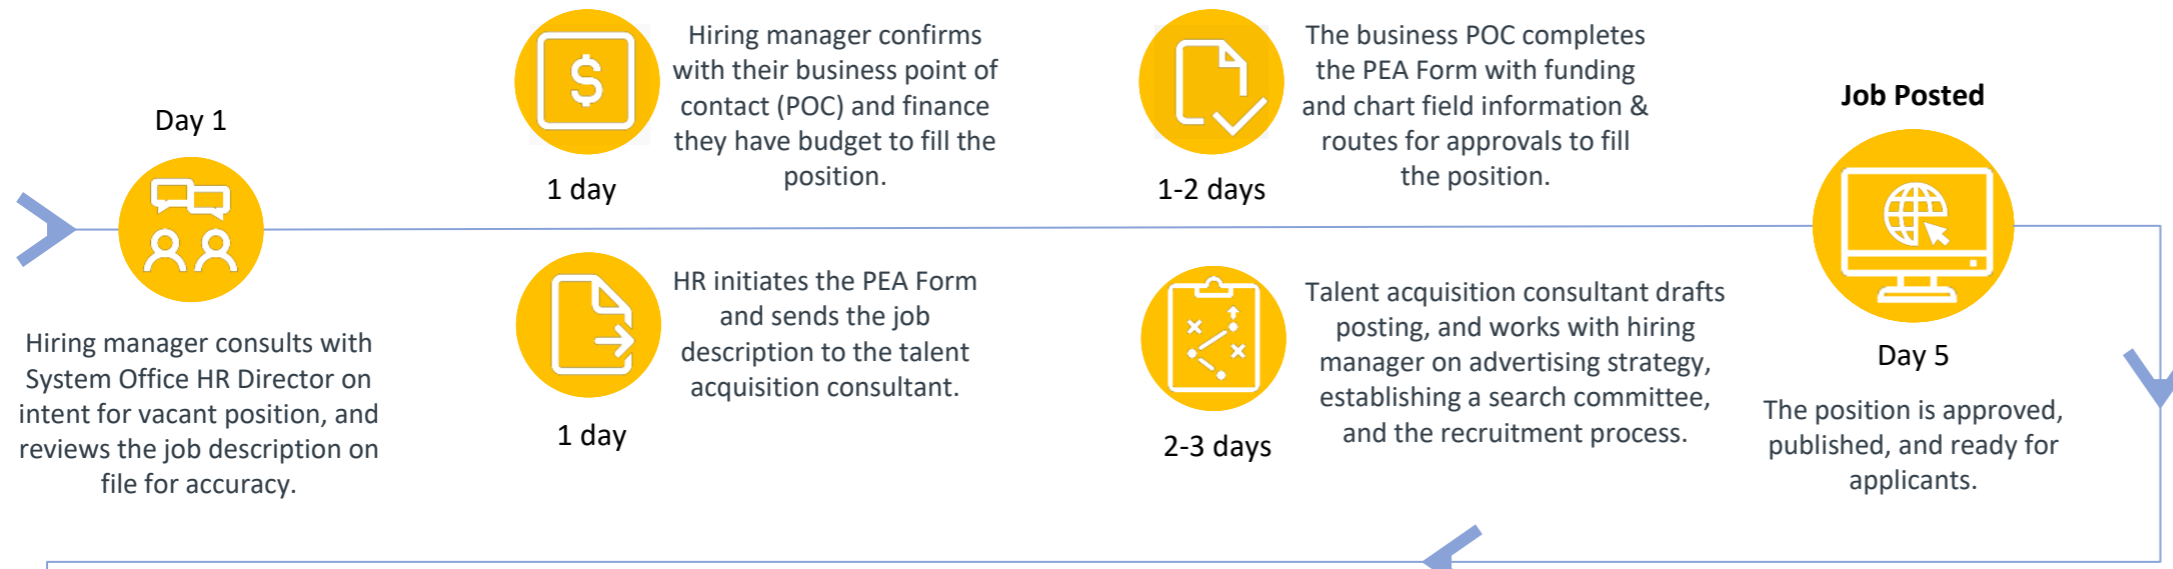 Day 1
Hiring manager consults with
System Office HR Director on
intent for vacant position, and
reviews the job description on
file for accuracy.
$
1 day
Hiring manager confirms
with their business point of
contact (POC) and finance
they have budget to fill the
position.
1 day
HR initiates the PEA Form
and sends the job
description to the talent
acquisition consultant.
1-2 days
The business POC completes
the PEA Form with funding
and chart field information &
routes for approvals to fill
the position.
2-3 days
Talent acquisition consultant drafts
posting, and works with hiring
manager on advertising strategy,
establishing a search committee,
and the recruitment process.
Job Posted
Day 5
The position is approved,
published, and ready for
applicants.